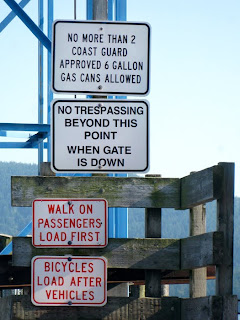 NO MORE THAN 2
COAST GUARD
APPROVED 6 GALLON
GAS CANS ALLOWED
NO TRESPASSING
BEYOND THIS
POINT
WHEN GATE
IS DOWN
WALK ON
PASSENGERS
LOAD FIRST
BICYCLES
LOAD AFTER
VEHICLES